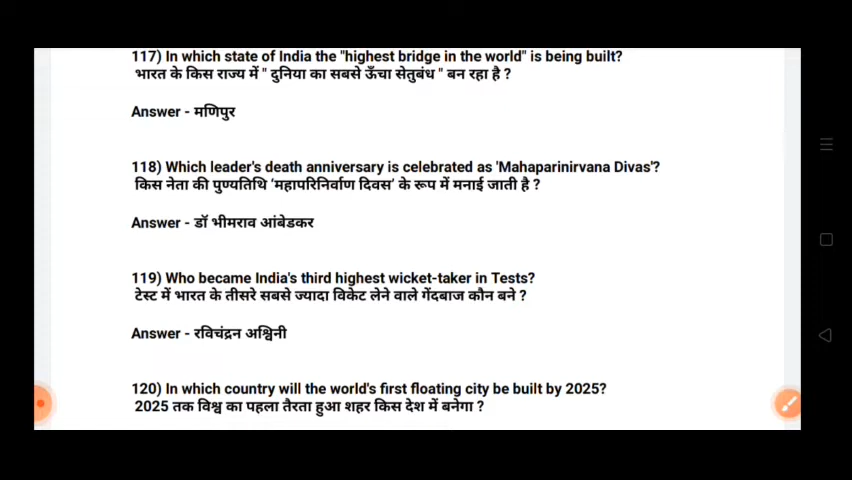 117) In which state of India the "highest bridge in the world" is being built?
भारत के किस राज्य में " दुनिया का सबसे ऊँचा सेतुबंध " बन रहा है ?
Answer - मणिपुर
118) Which leader's death anniversary is celebrated as 'Mahaparinirvana Divas'?
किस नेता की पुण्यतिथि ‘महापरिनिर्वाण दिवस’ के रूप में मनाई जाती है ?
Answer - डॉ भीमराव आंबेडकर
119) Who became India's third highest wicket-taker in Tests?
टेस्ट में भारत के तीसरे सबसे ज्यादा विकेट लेने वाले गेंदबाज कौन बने ?
Answer - रविचंद्रन अश्विनी
120) In which country will the world's first floating city be built by 2025?
2025 तक विश्व का पहला तैरता हुआ शहर किस देश में बनेगा ?